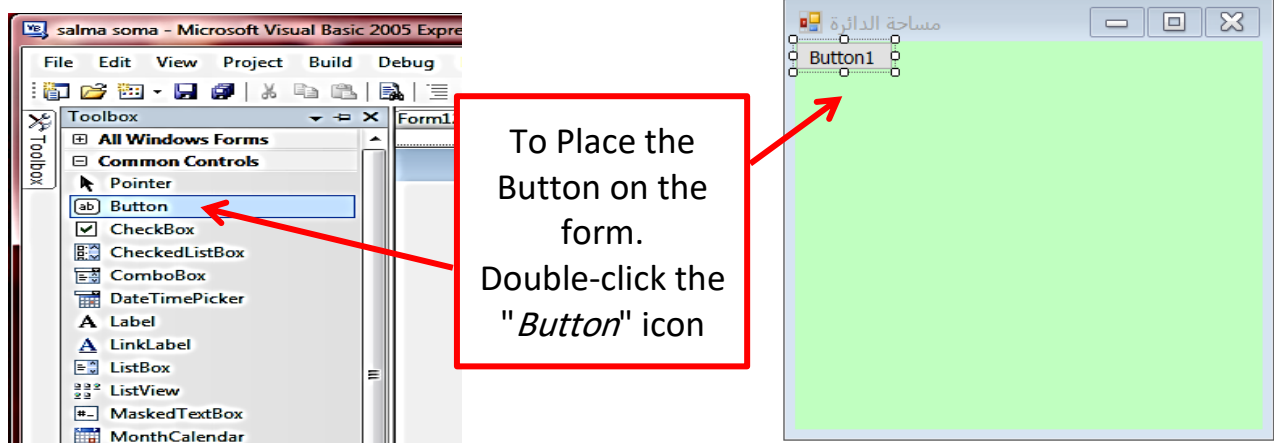 salma soma - Microsoft Visual Basic 2005 Expre
File Edit View Project Build Debug
Toolbox
Toolbox
Form1
All Windows Forms
Common Controls
Pointer
Button
CheckBox
CheckedListBox
ComboBox
DateTimePicker
Label
LinkLabel
ListBox
ListView
MaskedTextBox
MonthCalendar
To Place the
Button on the
form.
Double-click the
"Button" icon
مساحة الدائرة
Button1